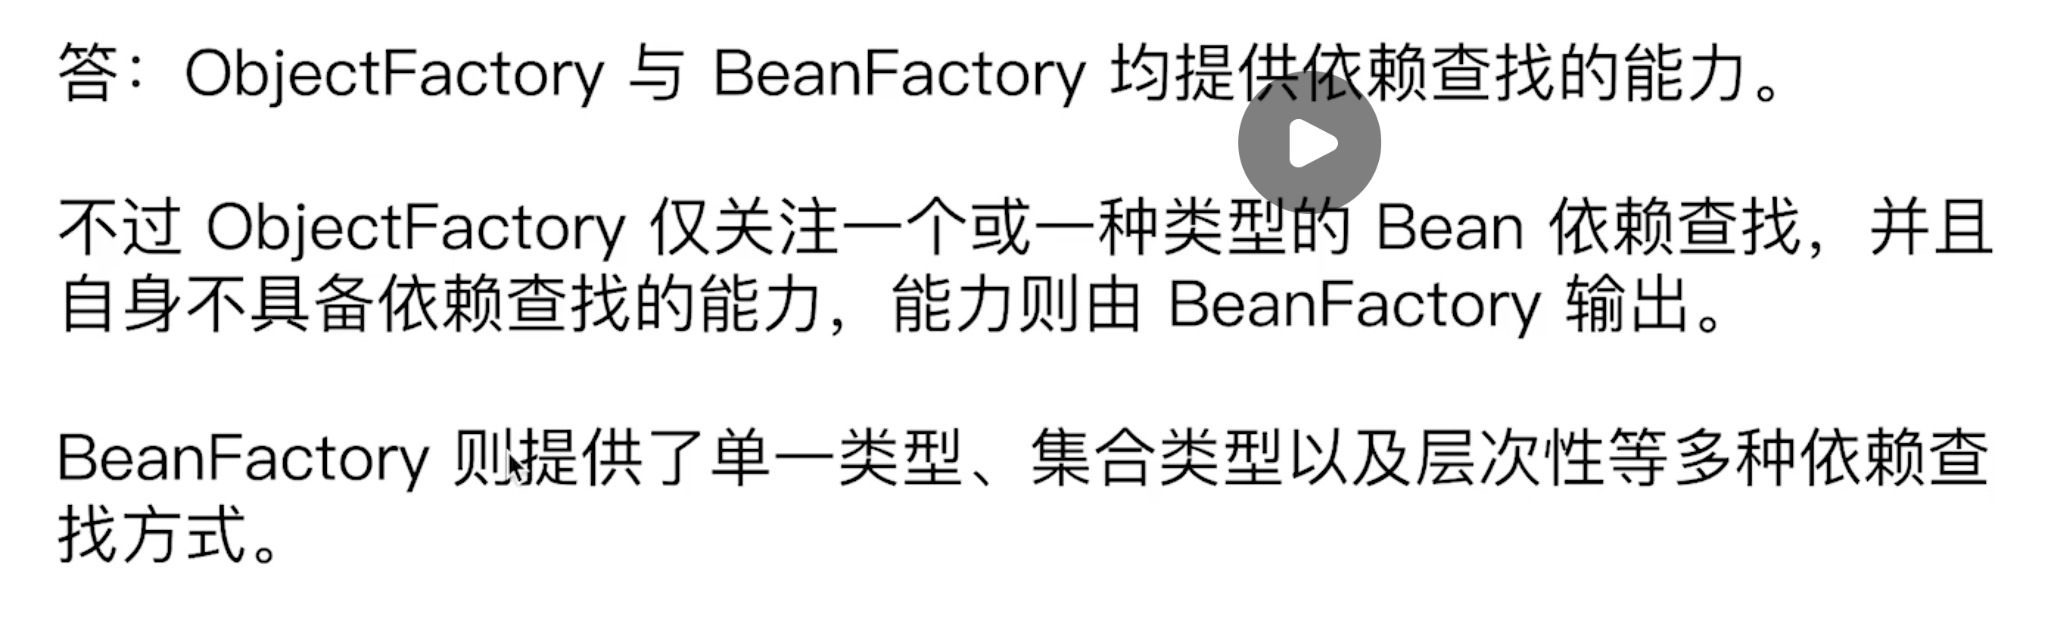 答：ObjectFactory 与 BeanFactory 均提供依赖查找的能力。
不过 ObjectFactory 仅关注一个或一种类型的 Bean 依赖查找，并且
自身不具备依赖查找的能力，能力则由 BeanFactory 输出。
BeanFactory 则提供了单一类型、集合类型以及层次性等多种依赖查
找方式。